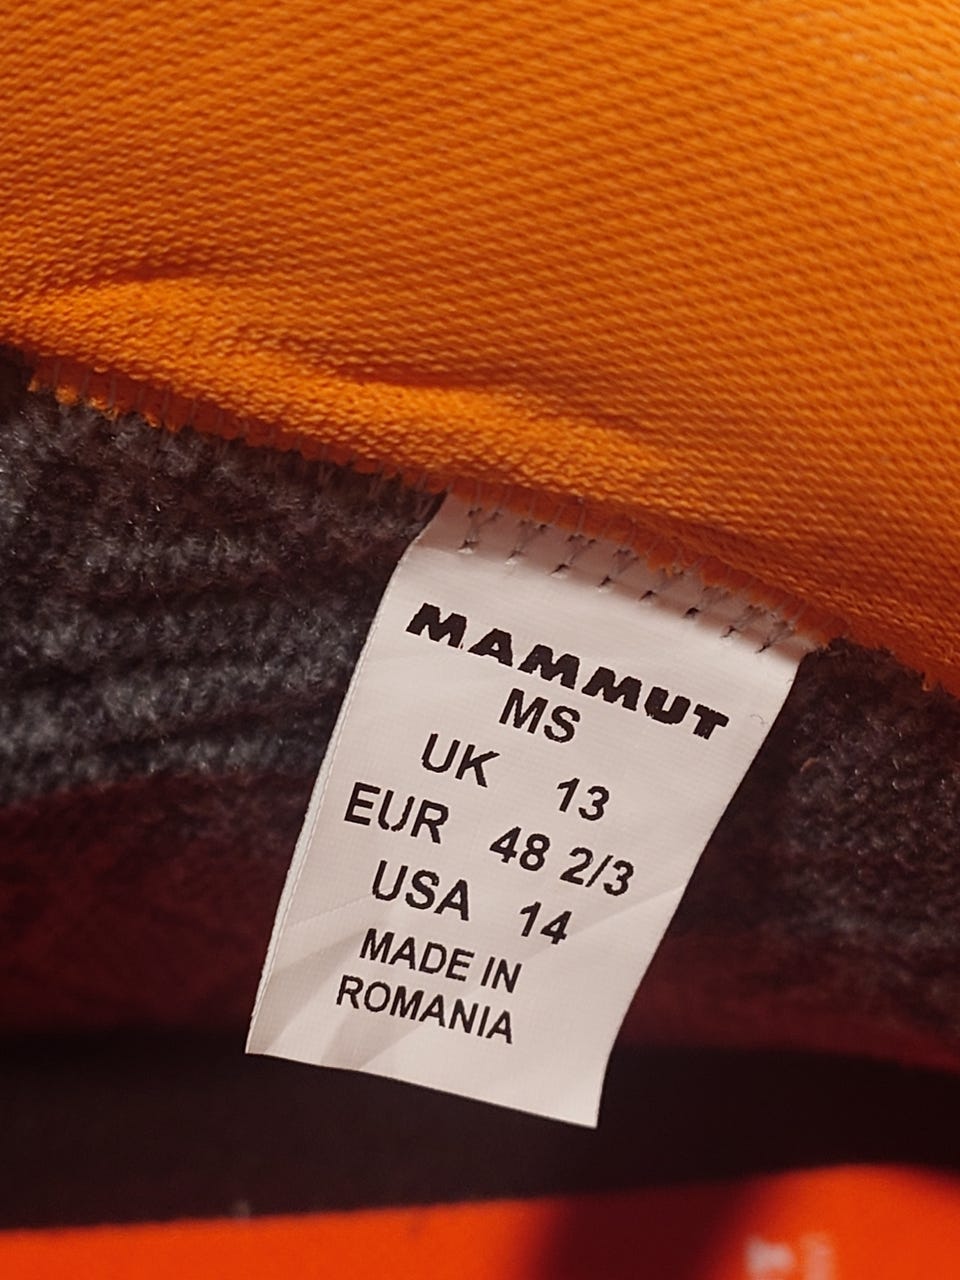 MAMMUT
MS
UK 13
EUR 48 2/3
USA 14
MADE IN
ROMANIA